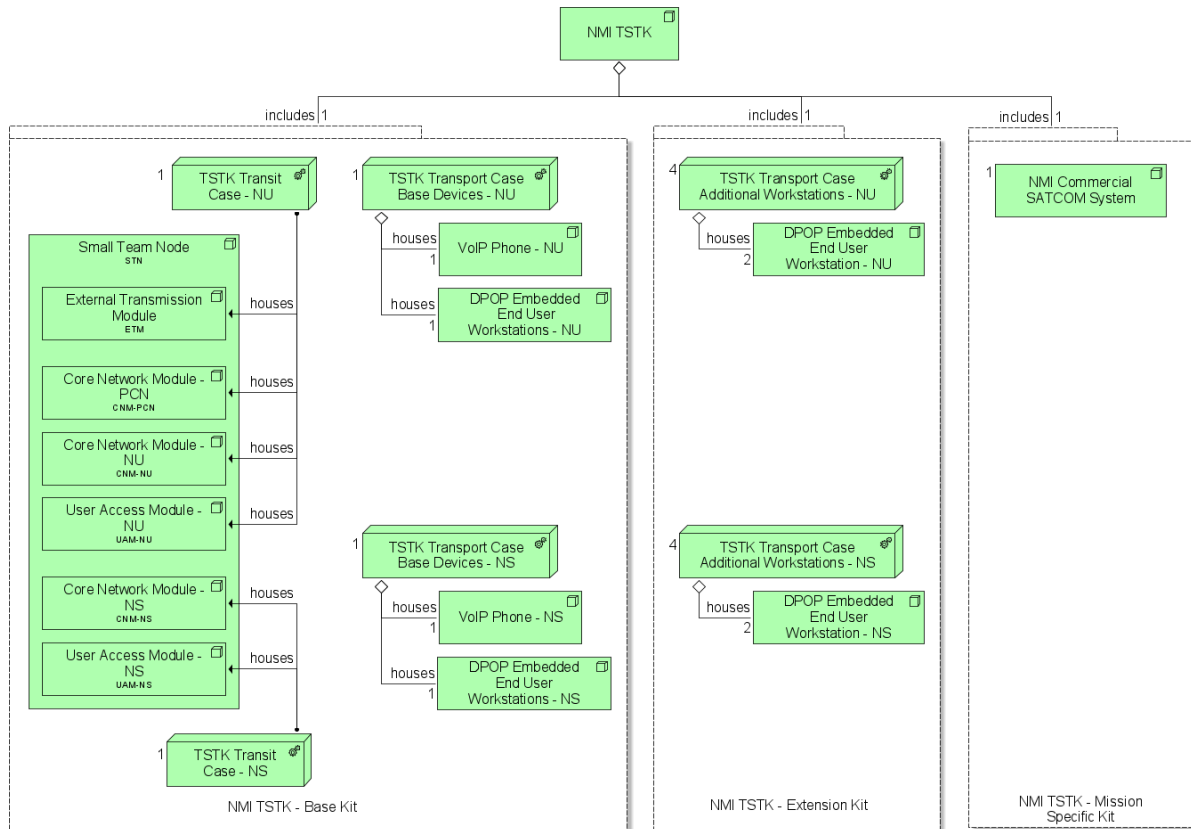 NMI TSTK
includes 1
includes 1
includes 1
1
TSTK Transit
Case - NU
Small Team Node
STN
External Transmission
Module
ETM
houses
Core Network Module -
PCN
CNM-PCN
houses
Core Network Module -
NU
CNM-NU
houses
User Access Module -
NU
UAM-NU
houses
Core Network Module -
NS
CNM-NS
houses
User Access Module -
NS
UAM-NS
houses
1
TSTK Transit
Case - NS
1
TSTK Transport Case
Base Devices - NU
houses
1
VoIP Phone - NU
houses
1
DPOP Embedded
End User
Workstations - NU
1
TSTK Transport Case
Base Devices - NS
houses
1
VoIP Phone - NS
houses
1
DPOP Embedded
End User
Workstations - NS
NMI TSTK - Base Kit
4
TSTK Transport Case
Additional Workstations - NU
houses
2
DPOP Embedded
End User
Workstation - NU
4
TSTK Transport Case
Additional Workstations - NS
houses
2
DPOP Embedded
End User
Workstation - NS
NMI TSTK - Extension Kit
1
NMI Commercial
SATCOM System
NMI TSTK - Mission
Specific Kit